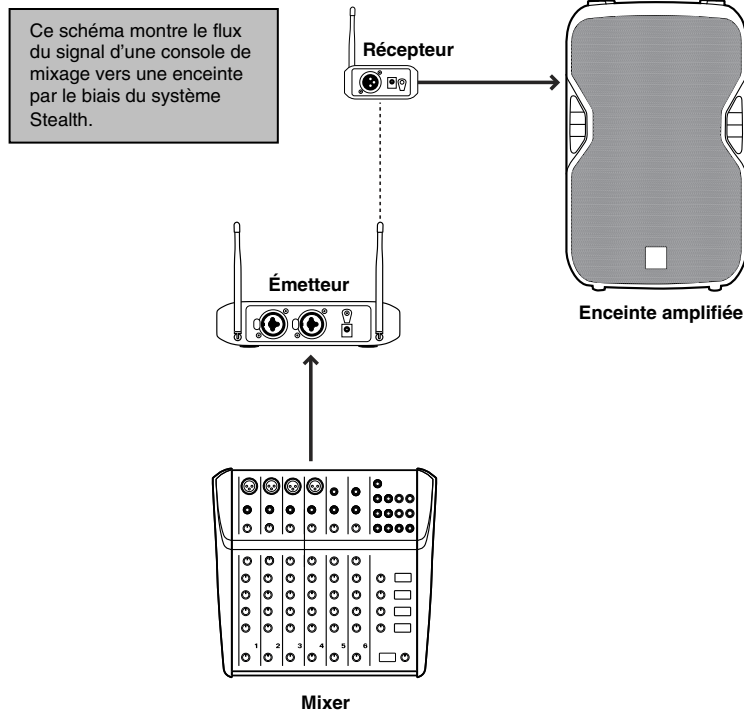 Ce schéma montre le flux
du signal d’une console de
mixage vers une enceinte
par le biais du système
Stealth.
Récepteur
Enceinte amplifiée
Émetteur
1 2 3 4 5 6
Mixer